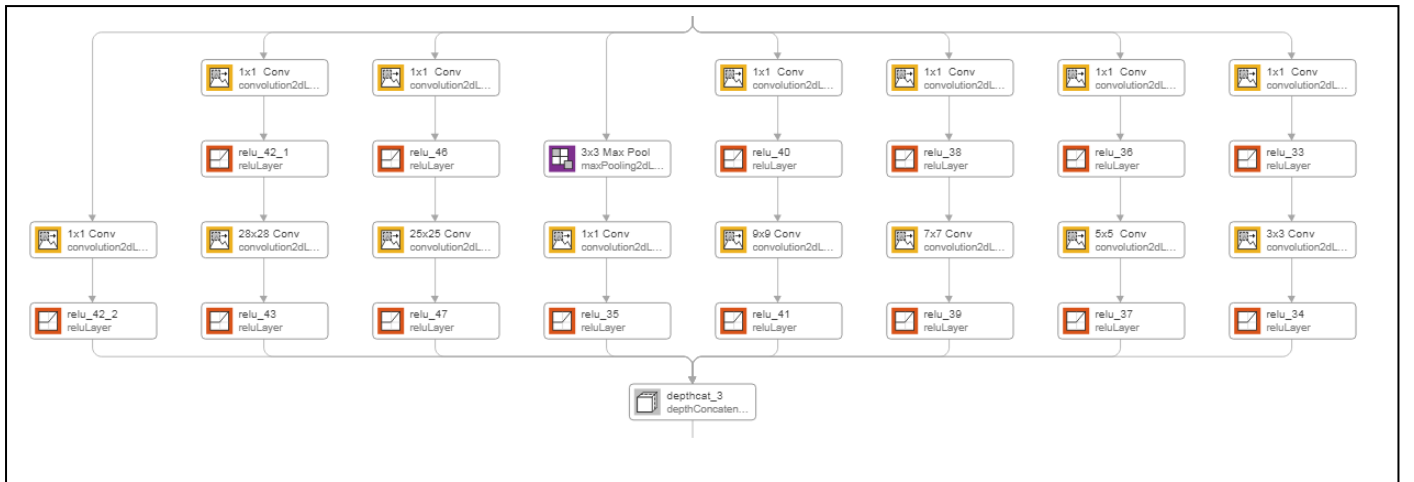 1x1 Conv
convolution2dL...
1x1 Conv
convolution2dL...
1x1 Conv
convolution2dL...
1x1 Conv
convolution2dL...
1x1 Conv
convolution2dL...
1x1 Conv
convolution2dL...
relu_42_1
reluLayer
relu_46
reluLayer
3x3 Max Pool
maxPooling2dL...
relu_40
reluLayer
relu_38
reluLayer
relu_36
reluLayer
relu_33
reluLayer
1x1 Conv
convolution2dL...
28x28 Conv
convolution2dL...
25x25 Conv
convolution2dL...
1x1 Conv
convolution2dL...
9x9 Conv
convolution2dL...
7x7 Conv
convolution2dL...
5x5 Conv
convolution2dL...
3x3 Conv
convolution2dL...
relu_42_2
reluLayer
relu_43
reluLayer
relu_47
reluLayer
relu_35
reluLayer
relu_41
reluLayer
relu_39
reluLayer
relu_37
reluLayer
relu_34
reluLayer
depthcat_3
depthConcaten...